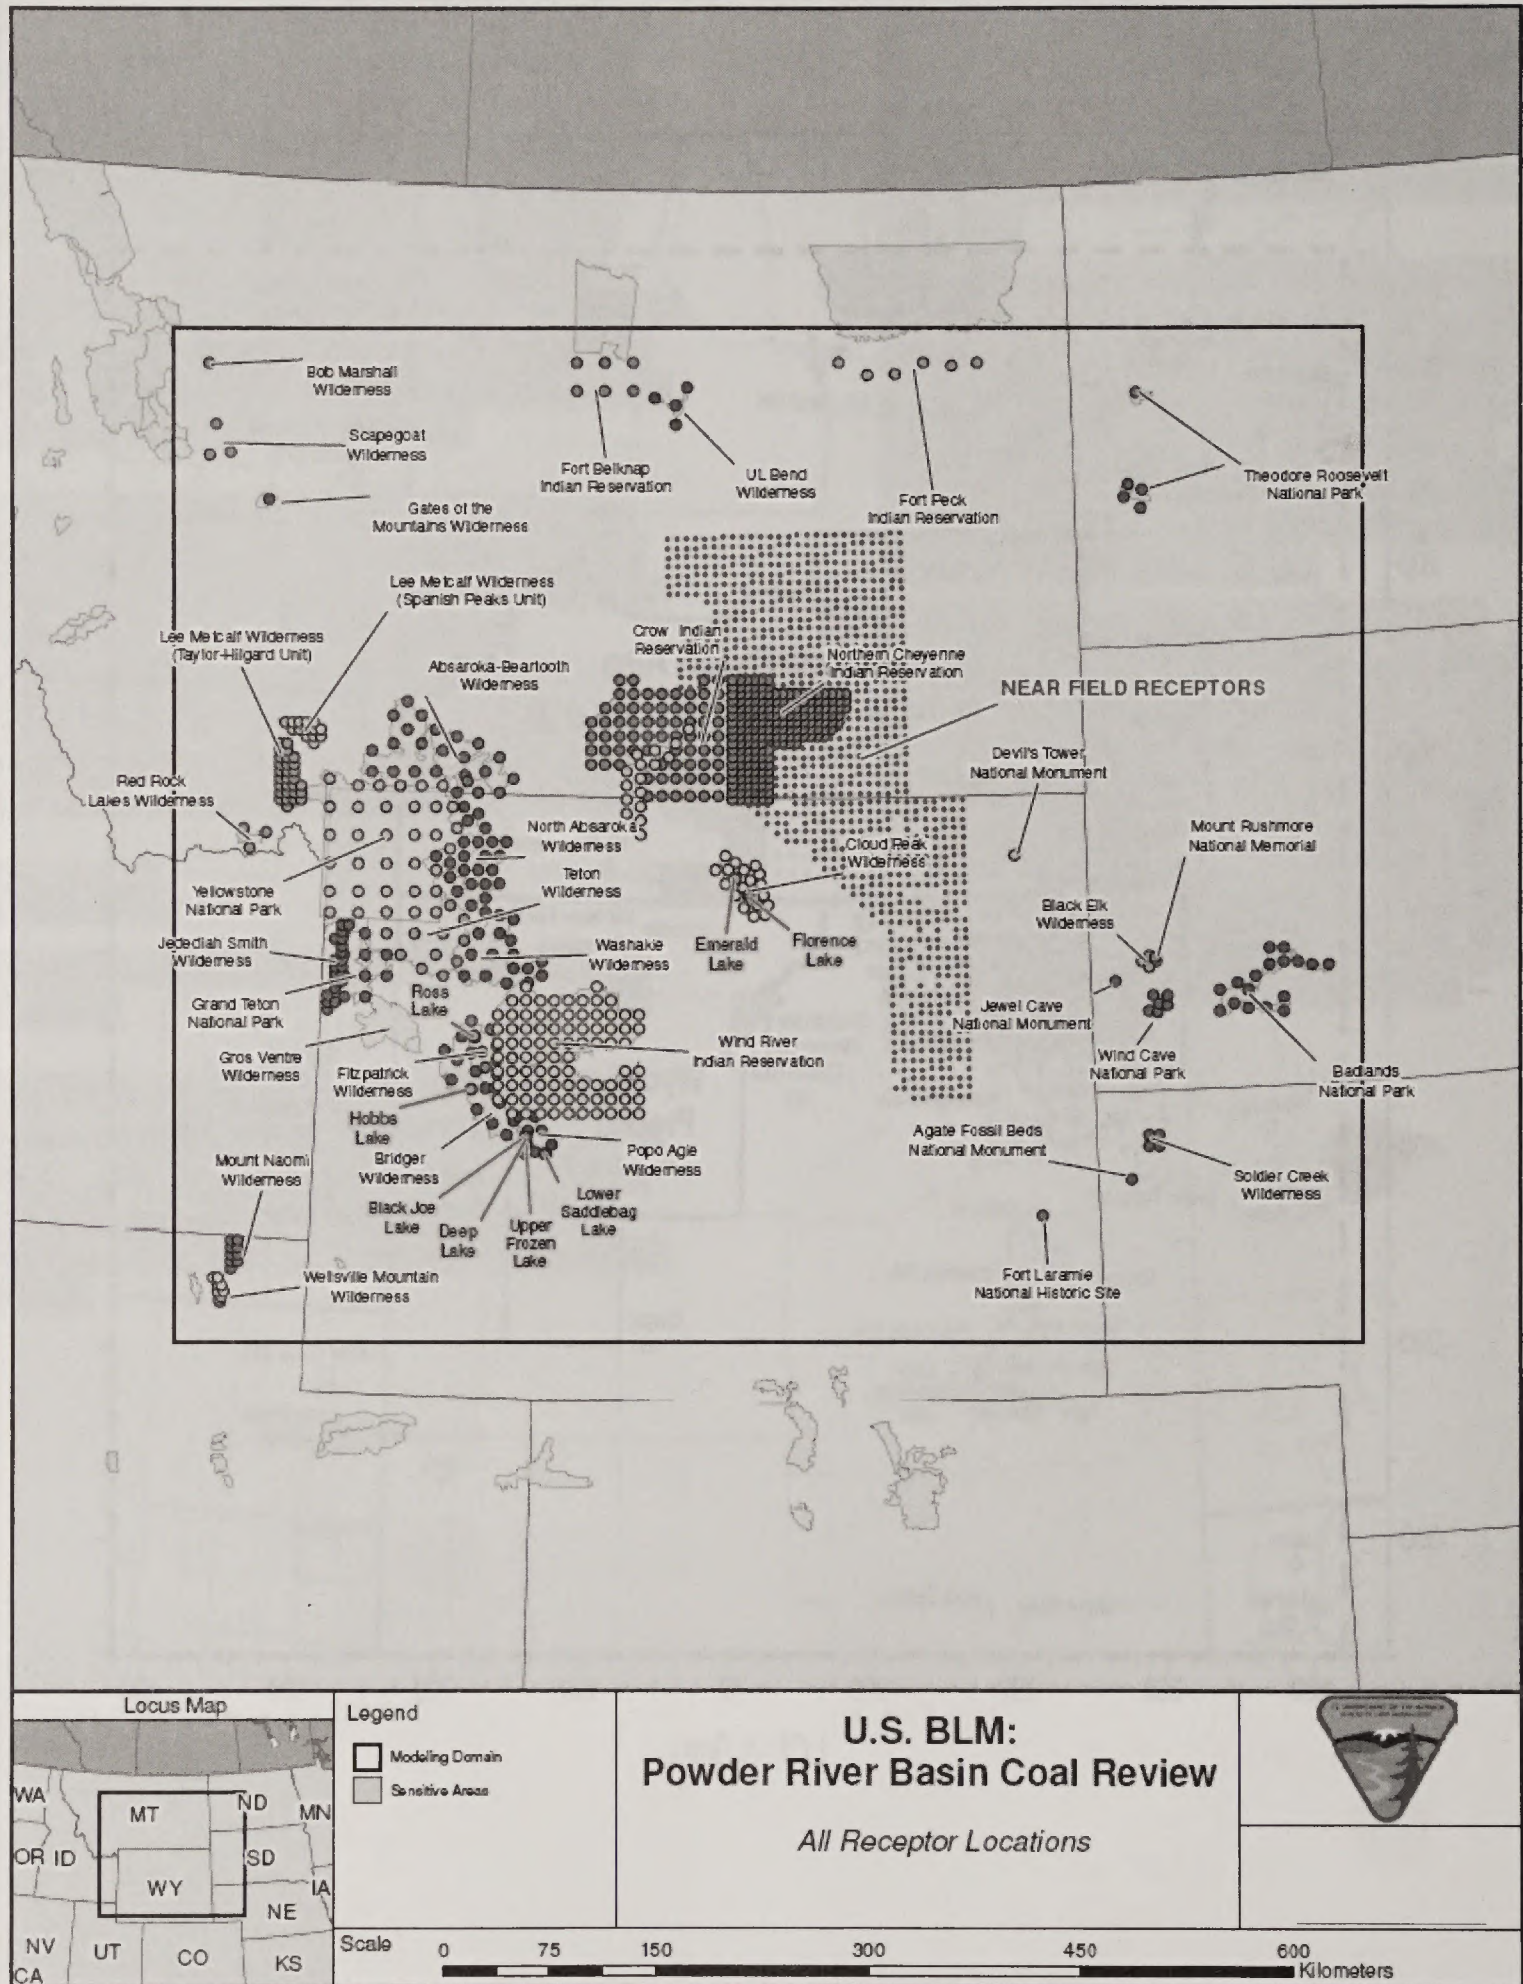 Bob Marshall
Wilderness
Scapegoat
Wilderness
Gates of the
Mountains Wilderness
Fort Belknap
Indian Reservation
UL Bend
Wilderness
Fort Peck
Indian Reservation
Theodore Roosevelt
National Park
Lee Metcalf Wilderness
(Spanish Peaks Unit)
Lee Metcalf Wilderness
(Taylor-Hilgard Unit)
Absaroka-Beartooth
Wilderness
Crow Indian
Reservation
Northern Cheyenne
Indian Reservation
NEAR FIELD RECEPTORS
Devil's Tower
National Monument
Red Rock
Lakes Wilderness
North Absaroka
Wilderness
Cloud Peak
Wilderness
Mount Rushmore
National Memorial
Yellowstone
National Park
Teton
Wilderness
Black Elk
Wilderness
Jedediah Smith
Wilderness
Washakie
Wilderness
Emerald
Lake
Florence
Lake
Grand Teton
National Park
Ross
Lake
Jewel Cave
National Monument
Gros Ventre
Wilderness
Fitzpatrick
Wilderness
Wind River
Indian Reservation
Wind Cave
National Park
Badlands
National Park
Hobbs
Lake
Bridger
Wilderness
Popo Agie
Wilderness
Agate Fossil Beds
National Monument
Soldier Creek
Wilderness
Mount Naomi
Wilderness
Black Joe
Lake
Deep
Lake
Upper
Frozen
Lake
Lower
Saddlebag
Lake
Wellsville Mountain
Wilderness
Fort Laramie
National Historic Site
Locus Map
WA
MT
ND
MN
OR
ID
SD
WY
IA
NE
NV
UT
CO
KS
CA
Legend
Modeling Domain
Sensitive Areas
U.S. BLM:
Powder River Basin Coal Review
All Receptor Locations
Scale
0 75 150 300 450 600
Kilometers